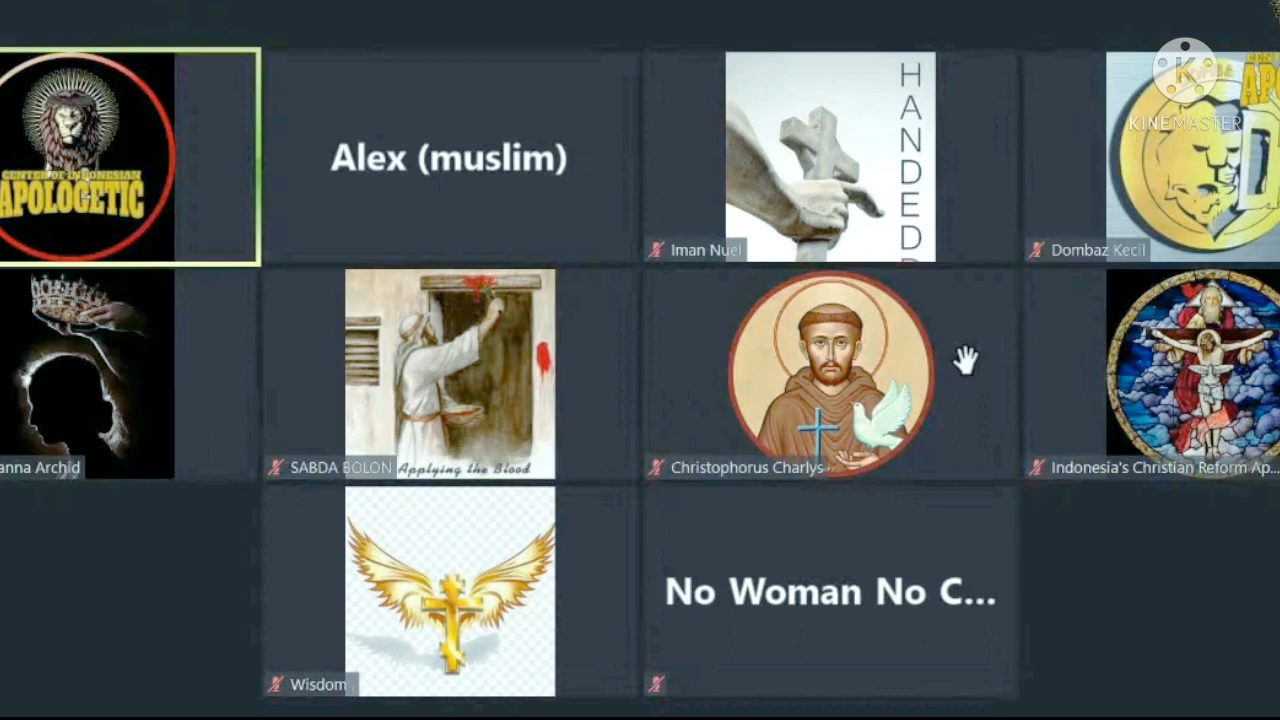 CENTER OF INDONESIAN
APOLOGETIC
Alex (muslim)
HANDED
Iman Nuel
Dombaz Kecil
KINEMASTER
anna Archid
SABDA BOLON
Applying the Blood
Christophorus Charlys
Indonesia's Christian Reform Ap...
Wisdom
No Woman No C...